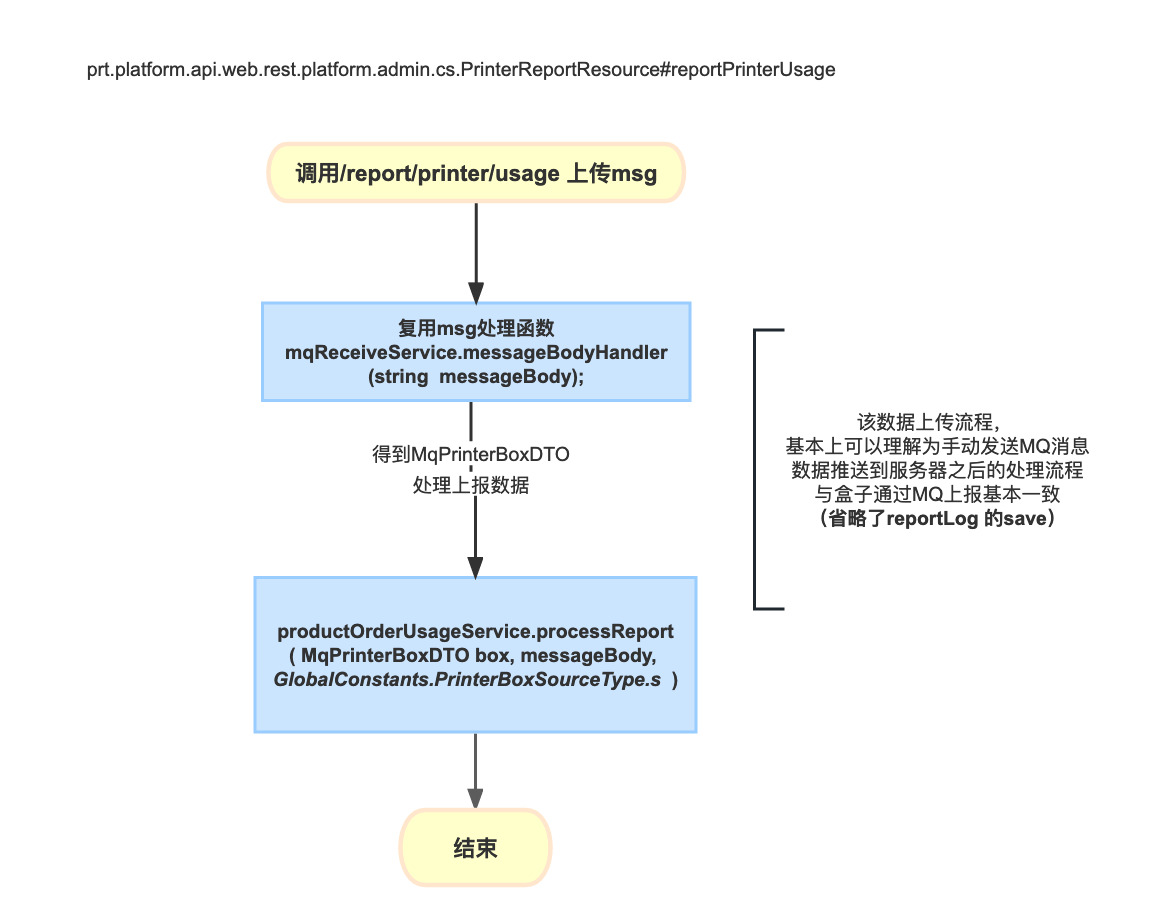 prt.platform.api.web.rest.platform.admin.cs.PrinterReportResource#reportPrinterUsage
调用/report/printer/usage 上传msg
复用msg处理函数
mqReceiveService.messageBodyHandler
(string  messageBody);
得到MqPrinterBoxDTO
处理上报数据
该数据上传流程，
基本上可以理解为手动发送MQ消息
数据推送到服务器之后的处理流程
与盒子通过MQ上报基本一致
（省略了reportLog 的save）
productOrderUsageService.processReport
( MqPrinterBoxDTO box, messageBody,
GlobalConstants.PrinterBoxSourceType.s  )
结束